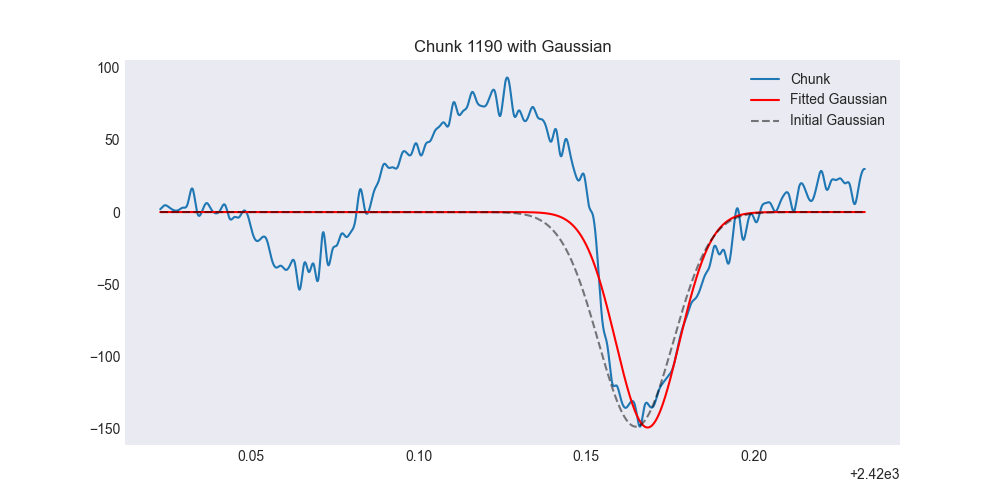 Chunk 1190 with Gaussian
100
50
0
−50
−100
−150
Chunk
Fitted Gaussian
Initial Gaussian
0.05
0.10
0.15
0.20
+2.42e3